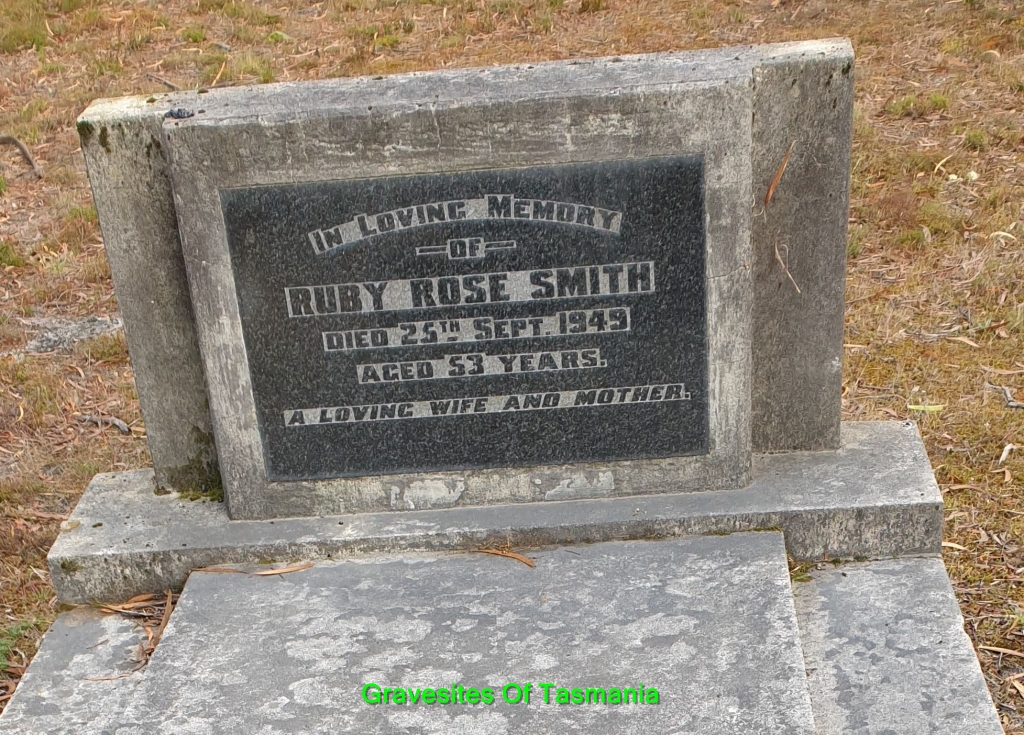 IN LOVING MEMORY
OF
RUBY ROSE SMITH
DIED 25TH SEPT. 1949
AGED 53 YEARS.
A LOVING WIFE AND MOTHER.
Gravesites Of Tasmania